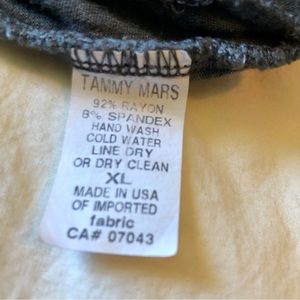 TAMMY MARS
92% RAYON
8% SPANDEX
HAND WASH
COLD WATER
LINE DRY
OR DRY CLEAN
XL
MADE IN USA
OF IMPORTED
fabric
CA# 07043